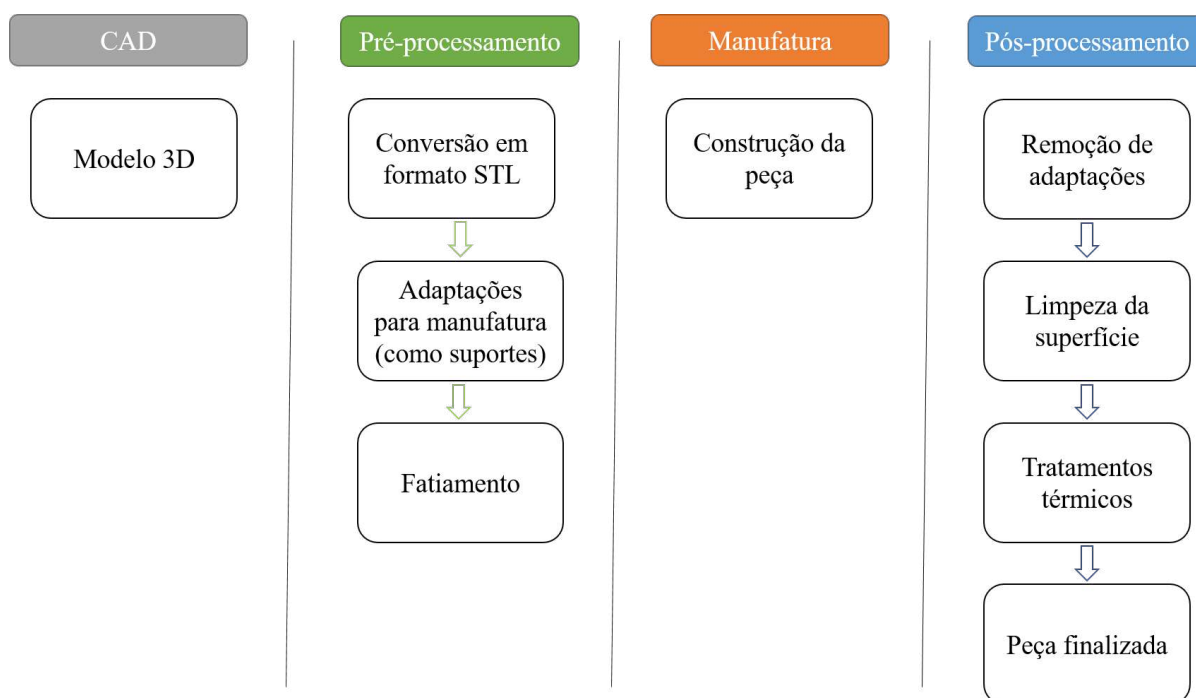 CAD
Modelo 3D
Pré-processamento
Conversão em
formato STL
Adaptações
para manufatura
(como suportes)
Fatiamento
Manufatura
Construção da
peça
Pós-processamento
Remoção de
adaptações
Limpeza da
superfície
Tratamentos
térmicos
Peça finalizada